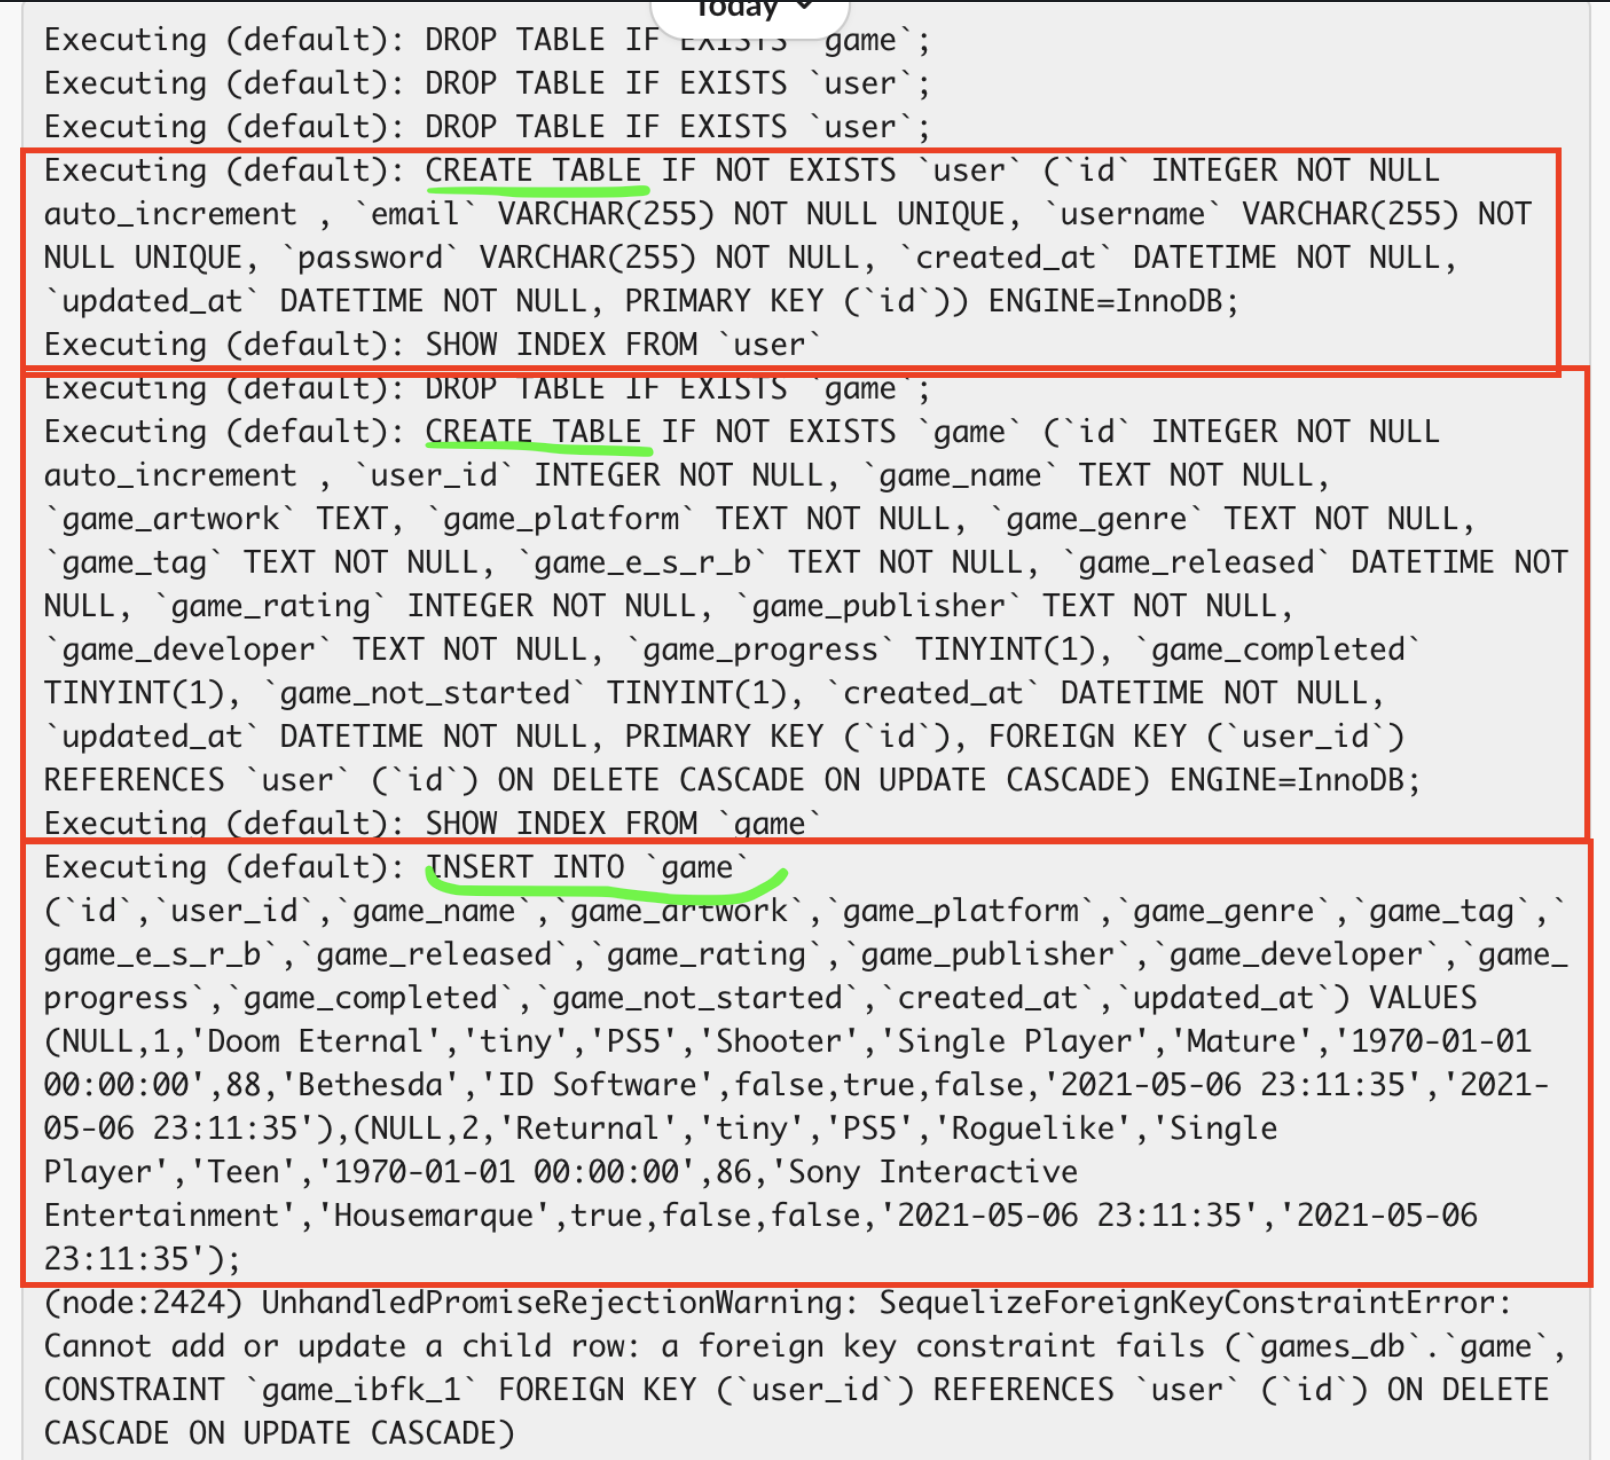 Today
Executing (default): DROP TABLE IF EXISTS `game`;
Executing (default): DROP TABLE IF EXISTS `user`;
Executing (default): DROP TABLE IF EXISTS `user`;
Executing (default): CREATE TABLE IF NOT EXISTS `user` (`id` INTEGER NOT NULL
auto_increment , `email` VARCHAR(255) NOT NULL UNIQUE, `username` VARCHAR(255) NOT
NULL UNIQUE, `password` VARCHAR(255) NOT NULL, `created_at` DATETIME NOT NULL,
`updated_at` DATETIME NOT NULL, PRIMARY KEY (`id`)) ENGINE=InnoDB;
Executing (default): SHOW INDEX FROM `user`
Executing (default): DROP TABLE IF EXISTS `game`;
Executing (default): CREATE TABLE IF NOT EXISTS `game` (`id` INTEGER NOT NULL
auto_increment , `user_id` INTEGER NOT NULL, `game_name` TEXT NOT NULL,
`game_artwork` TEXT, `game_platform` TEXT NOT NULL, `game_genre` TEXT NOT NULL,
`game_tag` TEXT NOT NULL, `game_e_s_r_b` TEXT NOT NULL, `game_released` DATETIME NOT
NULL, `game_rating` INTEGER NOT NULL, `game_publisher` TEXT NOT NULL,
`game_developer` TEXT NOT NULL, `game_progress` TINYINT(1), `game_completed`
TINYINT(1), `game_not_started` TINYINT(1), `created_at` DATETIME NOT NULL,
`updated_at` DATETIME NOT NULL, PRIMARY KEY (`id`), FOREIGN KEY (`user_id`)
REFERENCES `user` (`id`) ON DELETE CASCADE ON UPDATE CASCADE) ENGINE=InnoDB;
Executing (default): SHOW INDEX FROM `game`
Executing (default): INSERT INTO `game`
(`id`,`user_id`,`game_name`,`game_artwork`,`game_platform`,`game_genre`,`game_tag`,`
game_e_s_r_b`,`game_released`,`game_rating`,`game_publisher`,`game_developer`,`game_
progress`,`game_completed`,`game_not_started`,`created_at`,`updated_at`) VALUES
(NULL,1,'Doom Eternal','tiny','PS5','Shooter','Single Player','Mature','1970-01-01
00:00:00',88,'Bethesda','ID Software',false,true,false,'2021-05-06 23:11:35','2021-
05-06 23:11:35'),(NULL,2,'Returnal','tiny','PS5','Roguelike','Single
Player','Teen','1970-01-01 00:00:00',86,'Sony Interactive
Entertainment','Housemarque',true,false,false,'2021-05-06 23:11:35','2021-05-06
23:11:35');
(node:2424) UnhandledPromiseRejectionWarning: SequelizeForeignKeyConstraintError:
Cannot add or update a child row: a foreign key constraint fails (`games_db`.`game`,
CONSTRAINT `game_ibfk_1` FOREIGN KEY (`user_id`) REFERENCES `user` (`id`) ON DELETE
CASCADE ON UPDATE CASCADE)